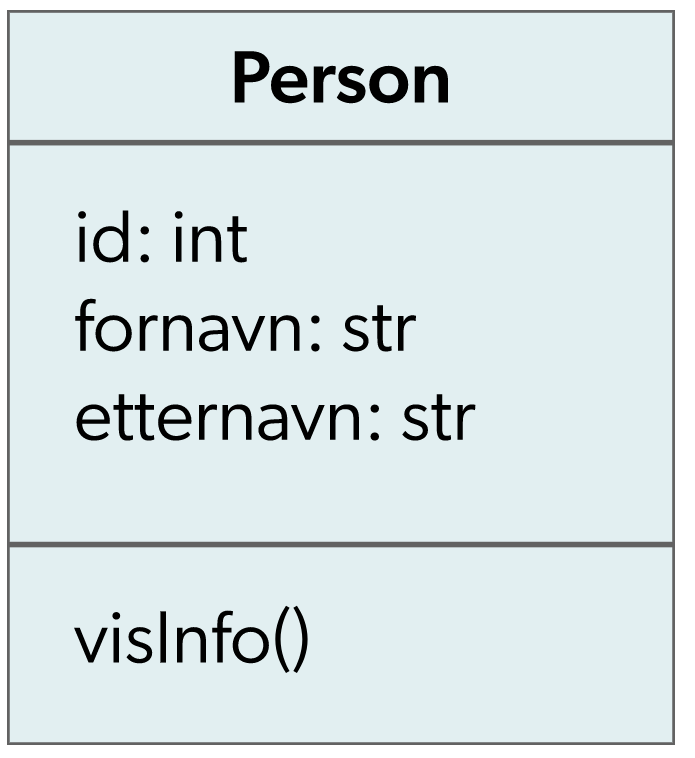 Person
id: int
fornavn: str
etternavn: str
visInfo()